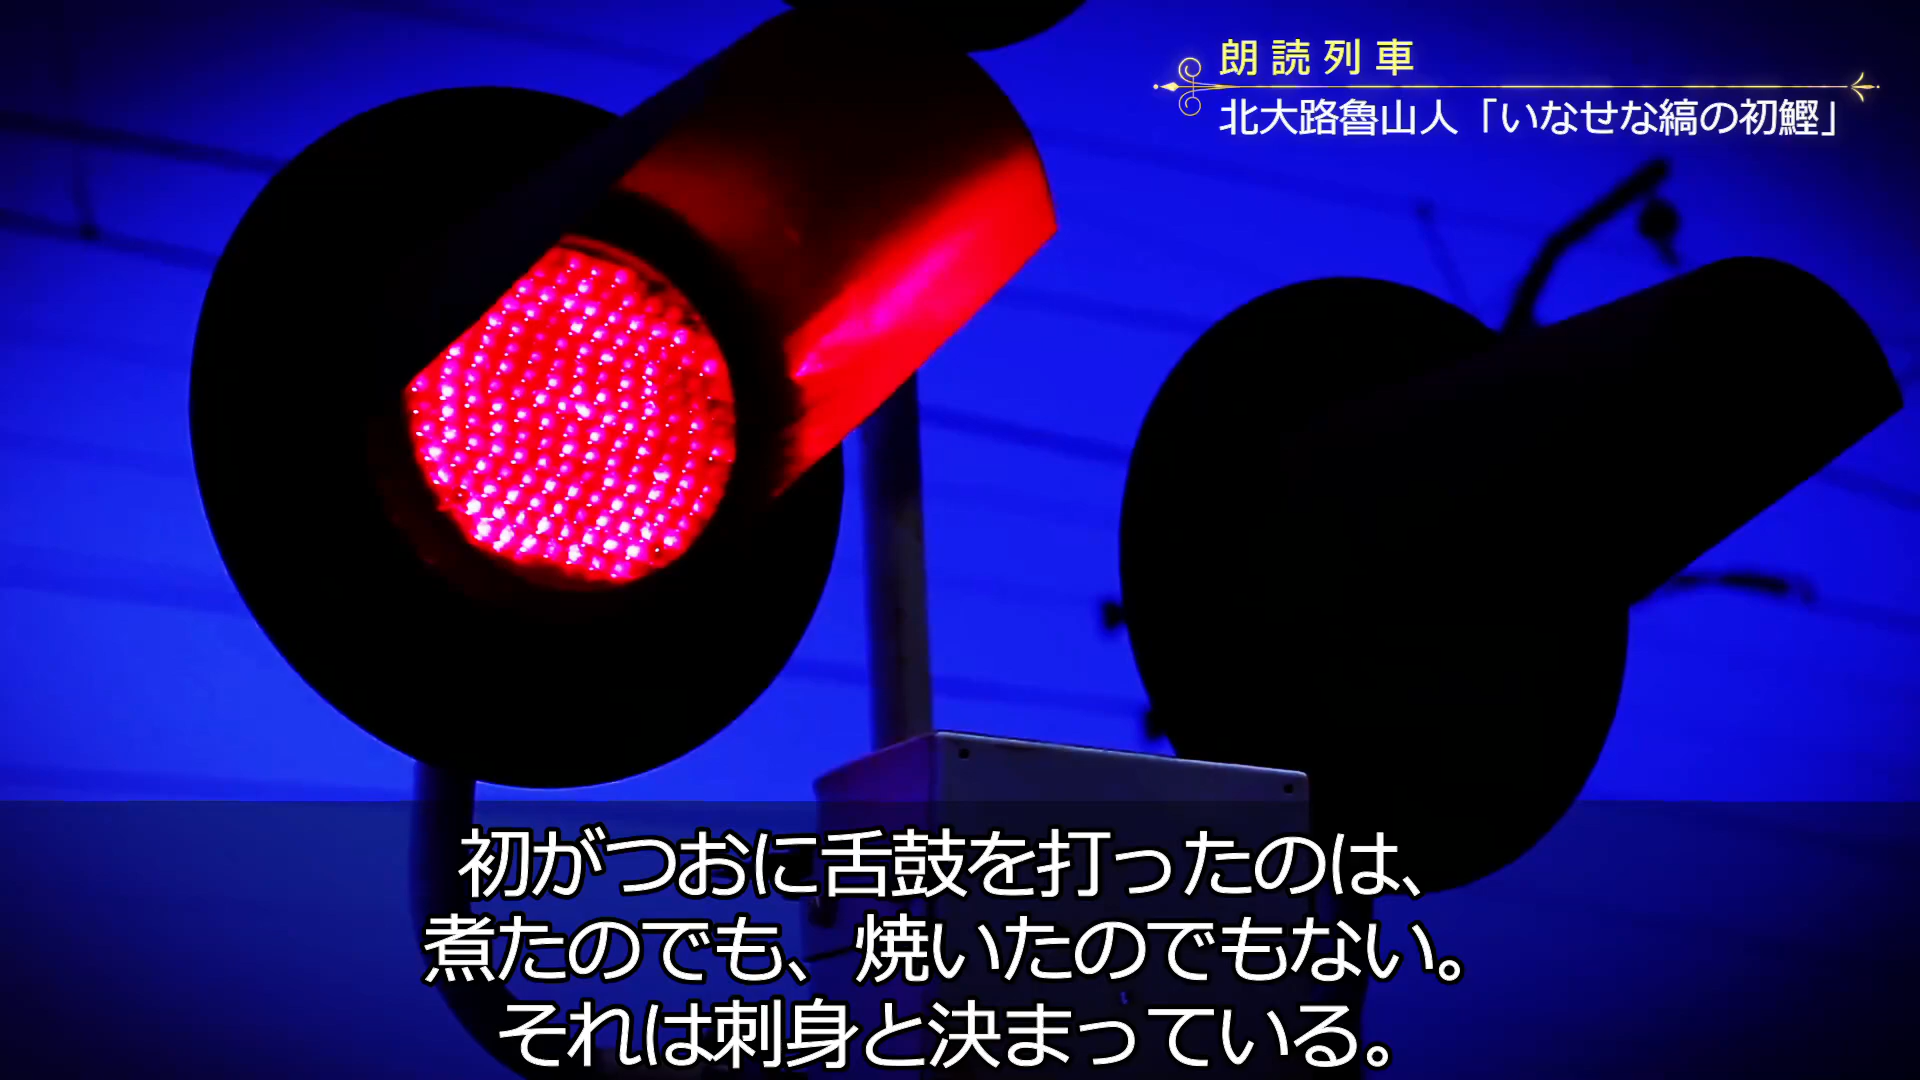 朗読列車
北大路魯山人「いなせな縞の初鰹」
初がつおに舌鼓を打ったのは、
煮たのでも、焼いたのでもない。
それは刺身と決まっている。